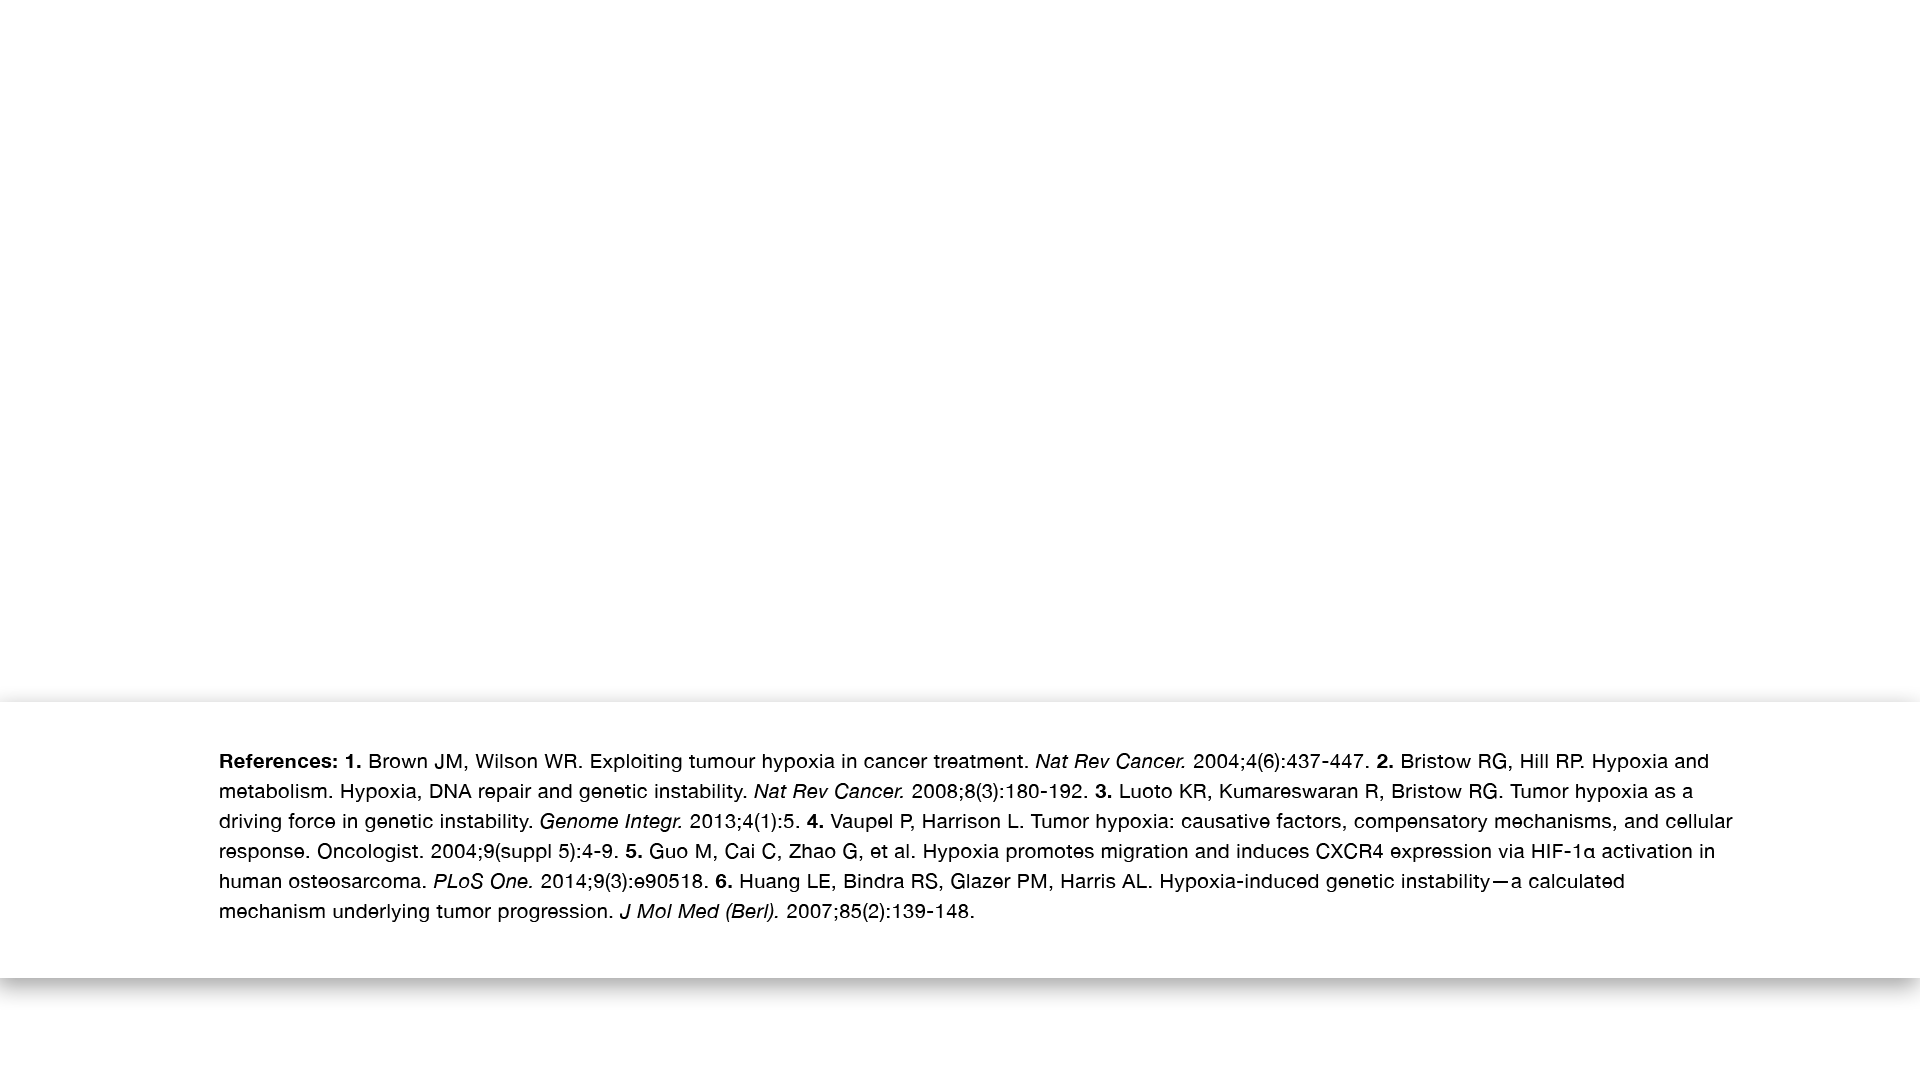 References: 1. Brown JM, Wilson WR. Exploiting tumour hypoxia in cancer treatment. Nat Rev Cancer. 2004;4(6):437-447. 2. Bristow RG, Hill RP. Hypoxia and
metabolism. Hypoxia, DNA repair and genetic instability. Nat Rev Cancer. 2008;8(3):180-192. 3. Luoto KR, Kumareswaran R, Bristow RG. Tumor hypoxia as a
driving force in genetic instability. Genome Integr. 2013;4(1):5. 4. Vaupel P, Harrison L. Tumor hypoxia: causative factors, compensatory mechanisms, and cellular
response. Oncologist. 2004;9(suppl 5):4-9. 5. Guo M, Cai C, Zhao G, et al. Hypoxia promotes migration and induces CXCR4 expression via HIF-1α activation in
human osteosarcoma. PLoS One. 2014;9(3):e90518. 6. Huang LE, Bindra RS, Glazer PM, Harris AL. Hypoxia-induced genetic instability—a calculated
mechanism underlying tumor progression. J Mol Med (Berl). 2007;85(2):139-148.